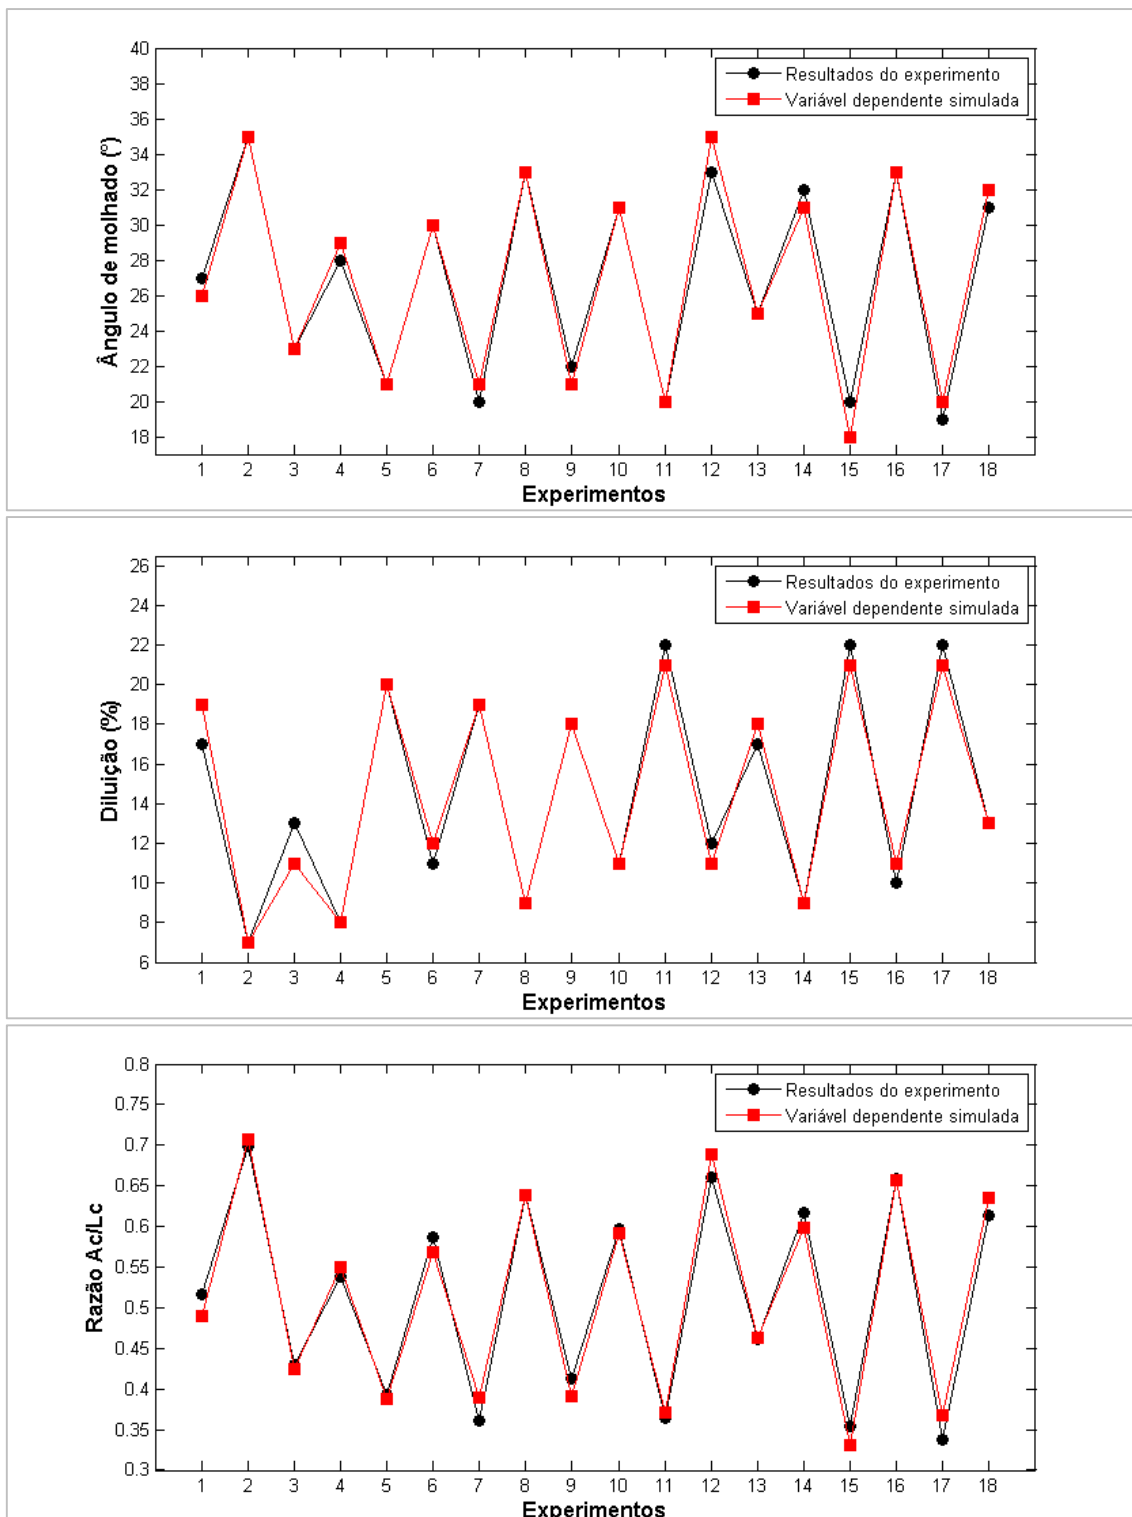 40
38
36
34
32
30
28
26
24
22
20
18
Ângulo de molhado (°)
Resultados do experimento
Variável dependente simulada
1 2 3 4 5 6 7 8 9 10 11 12 13 14 15 16 17 18
Experimentos
26
24
22
20
18
16
14
12
10
8
6
Diluição (%)
Resultados do experimento
Variável dependente simulada
1 2 3 4 5 6 7 8 9 10 11 12 13 14 15 16 17 18
Experimentos
0.8
0.75
0.7
0.65
0.6
0.55
0.5
0.45
0.4
0.35
0.3
Razão Ac/Lc
Resultados do experimento
Variável dependente simulada
1 2 3 4 5 6 7 8 9 10 11 12 13 14 15 16 17 18
Experimentos